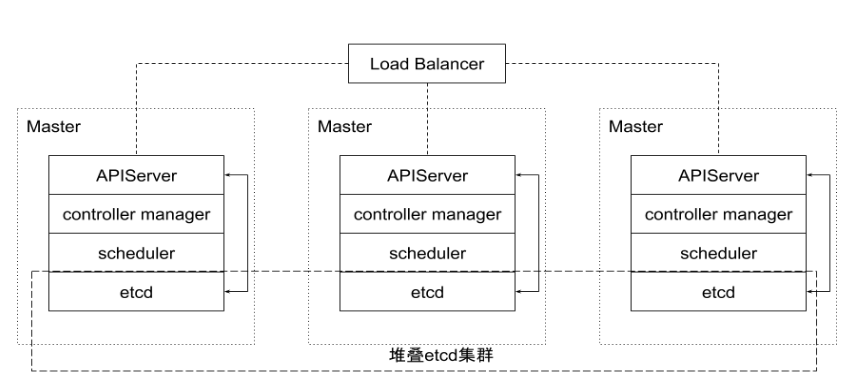 Load Balancer
Master
APIServer
controller manager
scheduler
etcd
Master
APIServer
controller manager
scheduler
etcd
Master
APIServer
controller manager
scheduler
etcd
堆叠etcd集群